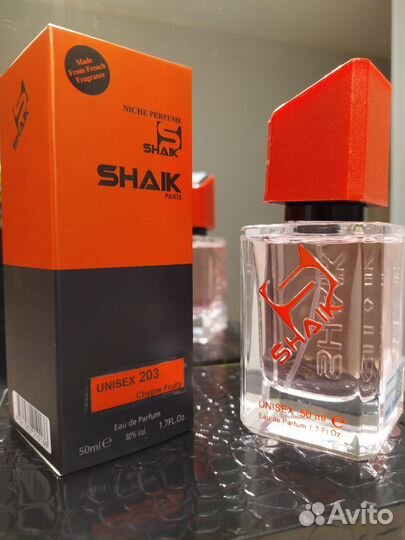 Made
From French
Fragrance
NICHE PERFUME
S
SHAIK
SHAIK
PARIS
UNISEX 203
Chypre Fruity
Eau de Parfum
50ml e 80% Vol. 1.7FL.Oz.
S
SHAIK
SHAIK
UNISEX 50 ml e
Eau de Parfum 1.7 Fl.Oz
Avito